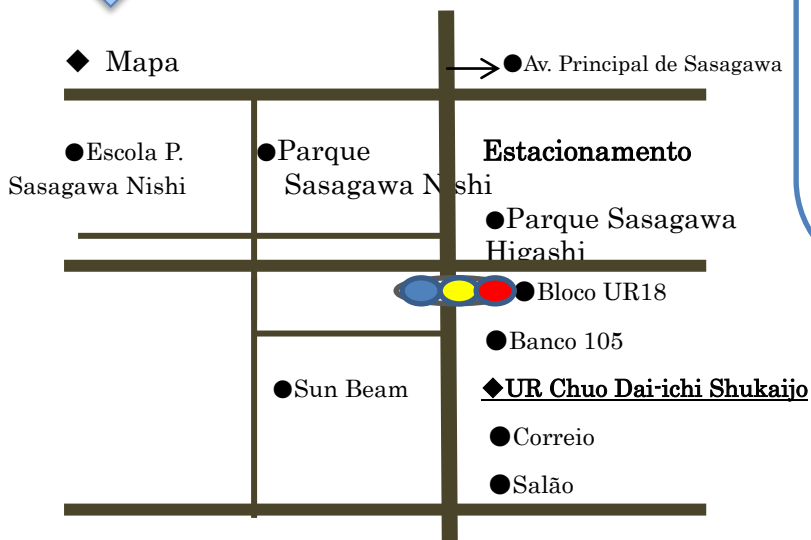 ◆ Mapa
●Av. Principal de Sasagawa
●Escola P.
Sasagawa Nishi
●Parque
Sasagawa Nishi
Estacionamento
●Parque Sasagawa
Higashi
●Bloco UR18
●Banco 105
●Sun Beam
◆UR Chuo Dai-ichi Shukaijo
●Correio
●Salão